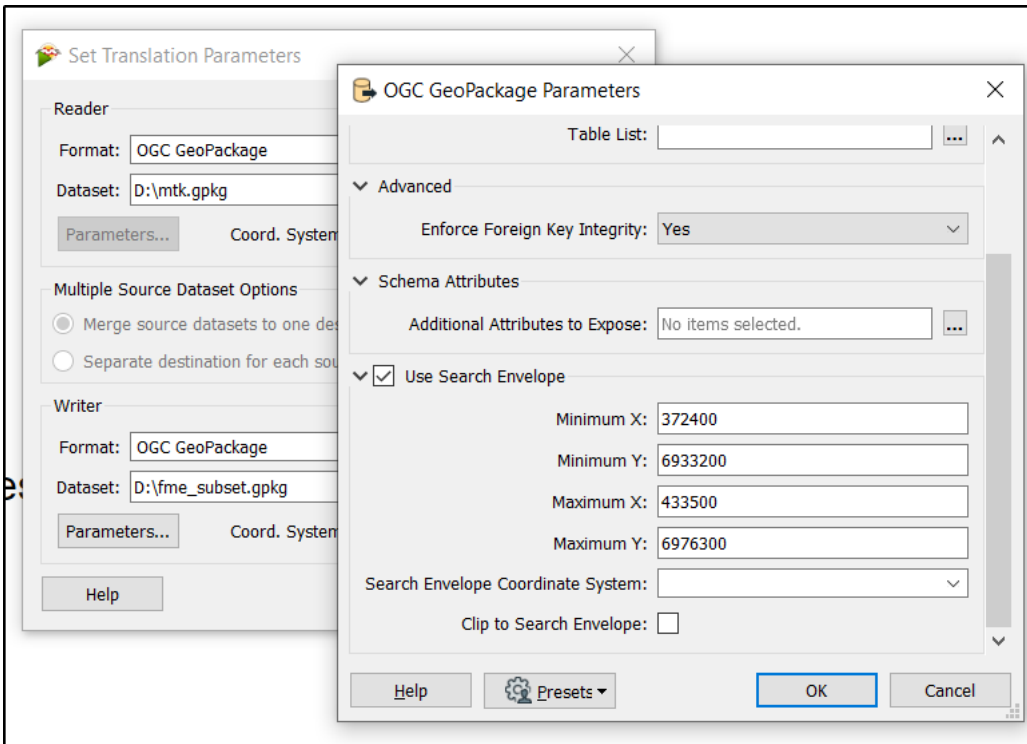 Set Translation Parameters
Reader
Format: OGC GeoPackage
Dataset: D:\mtk.gpkg
Parameters... Coord. System
Multiple Source Dataset Options
Merge source datasets to one des
Separate destination for each sou
Writer
Format: OGC GeoPackage
es
Dataset: D:\fme_subset.gpkg
Parameters... Coord. System
Help
OGC GeoPackage Parameters
Table List: ...
Advanced
Enforce Foreign Key Integrity: Yes
Schema Attributes
Additional Attributes to Expose: No items selected. ...
Use Search Envelope
Minimum X: 372400
Minimum Y: 6933200
Maximum X: 433500
Maximum Y: 6976300
Search Envelope Coordinate System:
Clip to Search Envelope:
Help Presets OK Cancel